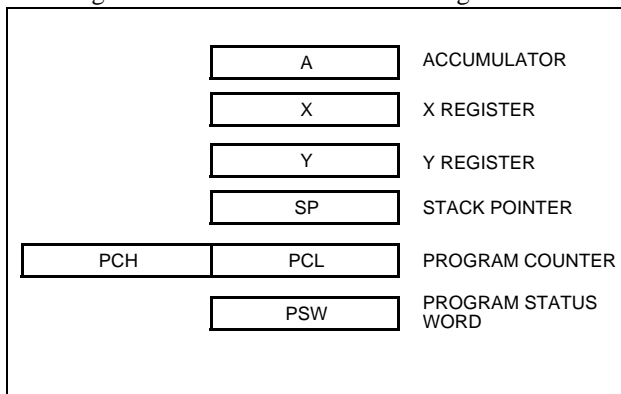 A ACCUMULATOR
X X REGISTER
Y Y REGISTER
SP STACK POINTER
PCH PCL PROGRAM COUNTER
PSW PROGRAM STATUS
WORD